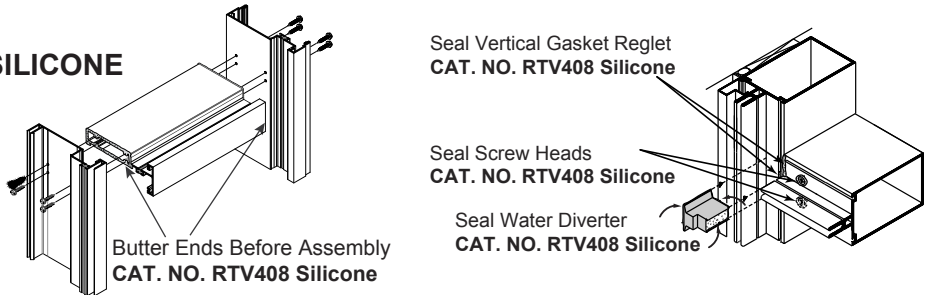 SILICONE
Butter Ends Before Assembly
CAT. NO. RTV408 Silicone
Seal Vertical Gasket Reglet
CAT. NO. RTV408 Silicone
Seal Screw Heads
CAT. NO. RTV408 Silicone
Seal Water Diverter
CAT. NO. RTV408 Silicone